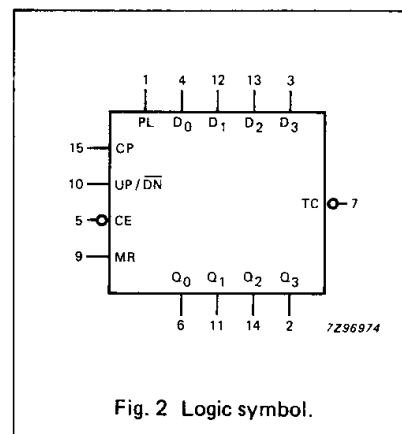 1 4 12 13 3
PL D₀ D₁ D₂ D₃
15 CP
10 UP/D̅N̅
TC 7
5 CE
9 MR
Q₀ Q₁ Q₂ Q₃
6 11 14 2
7Z96974
Fig. 2 Logic symbol.